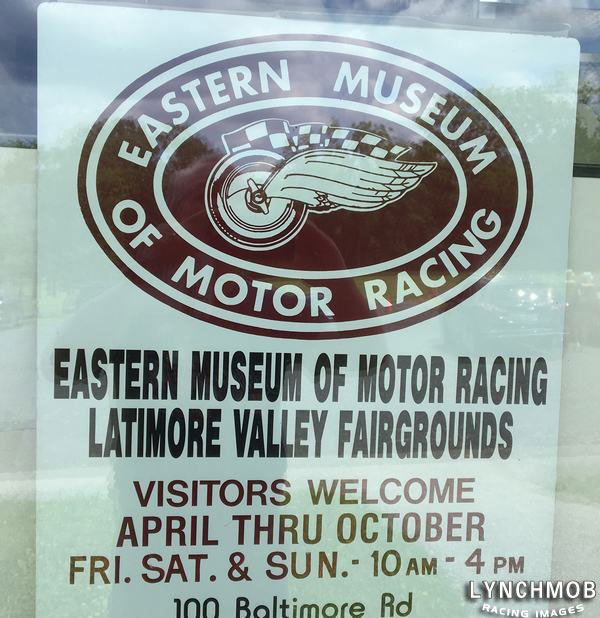 EASTERN MUSEUM
OF MOTOR RACING
EASTERN MUSEUM OF MOTOR RACING
LATIMORE VALLEY FAIRGROUNDS
VISITORS WELCOME
APRIL THRU OCTOBER
FRI. SAT. & SUN. - 10 AM - 4 PM
100 Baltimore Rd
LYNCHMOB
RACING IMAGES